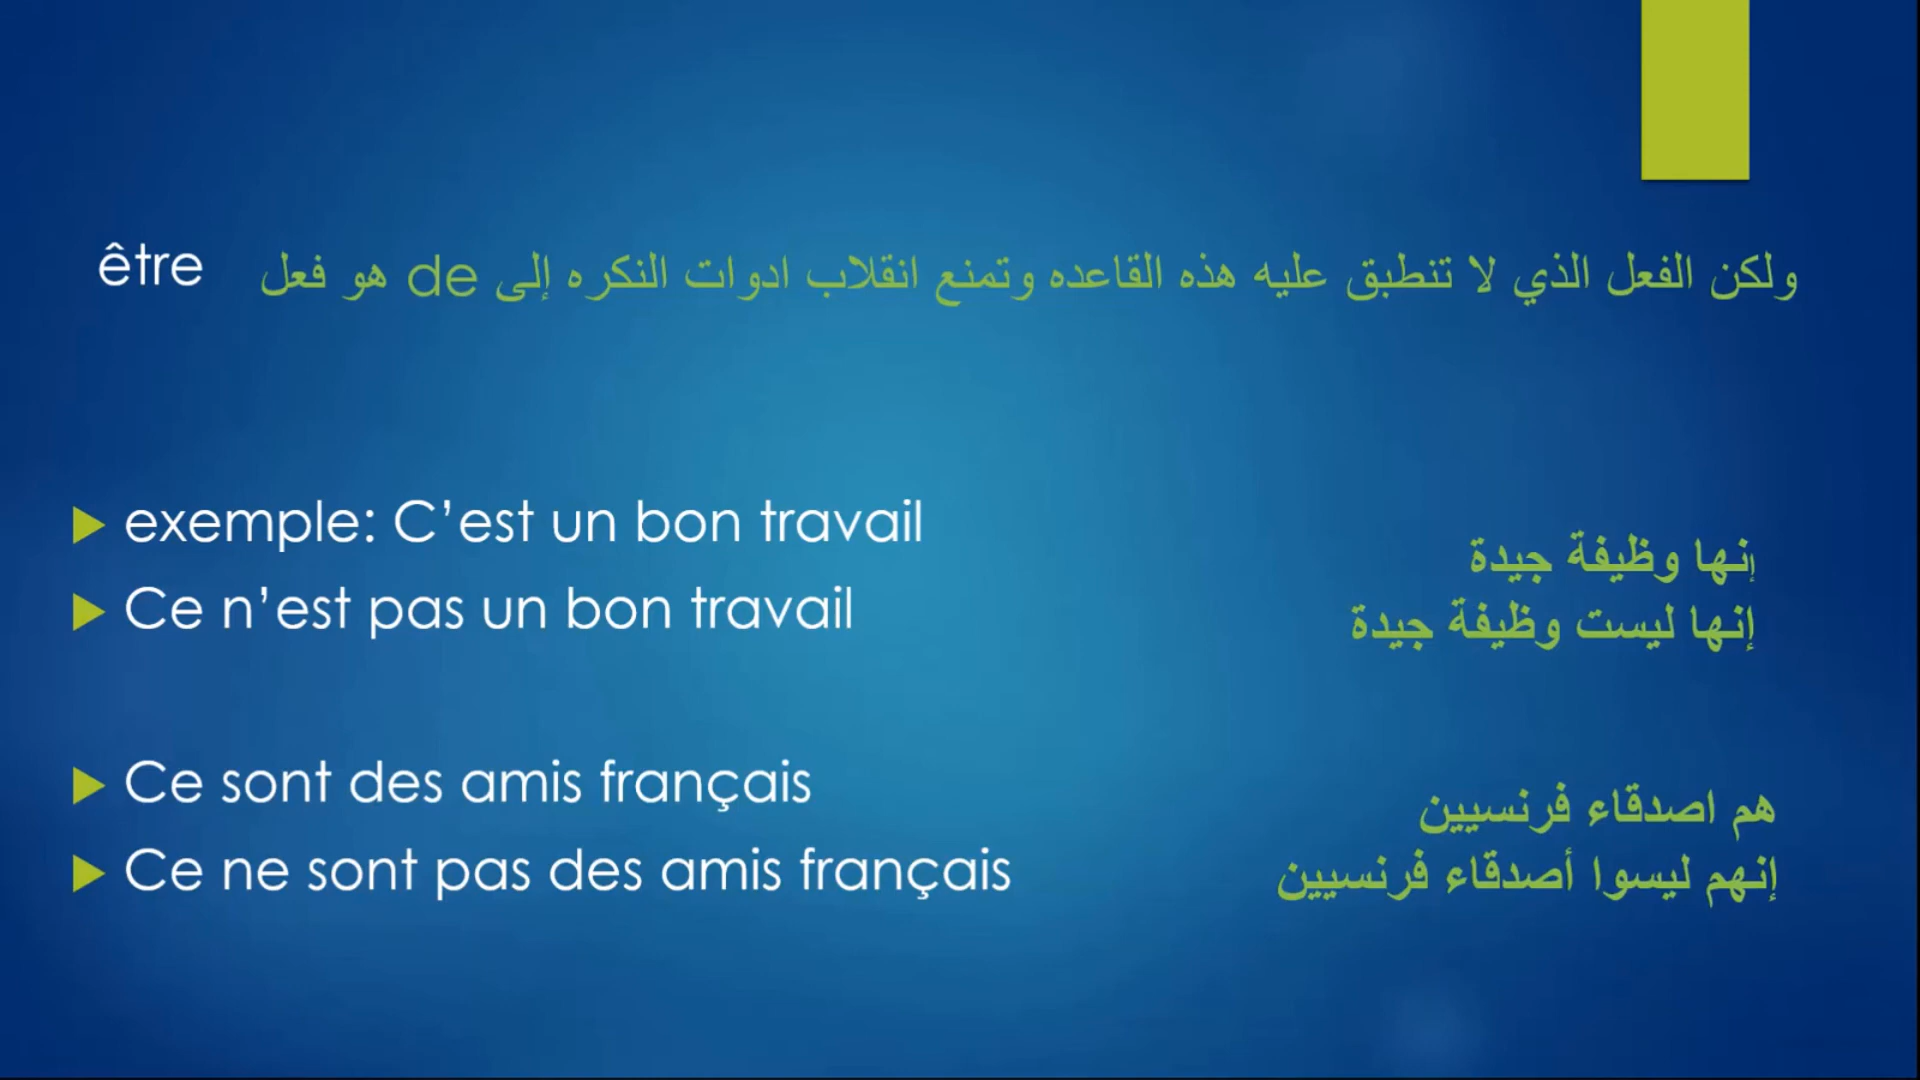 ولكن الفعل الذي لا تنطبق عليه هذه القاعده وتمنع انقلاب ادوات النكره إلى de هو فعل être
exemple: C’est un bon travail
إنها وظيفة جيدة
Ce n’est pas un bon travail
إنها ليست وظيفة جيدة
Ce sont des amis français
هم اصدقاء فرنسيين
Ce ne sont pas des amis français
إنهم ليسوا أصدقاء فرنسيين